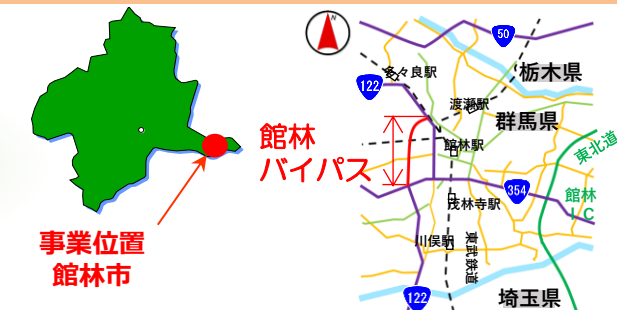 N
館林
バイパス
事業位置
館林市
50
栃木県
多々良駅
122
渡瀬駅
群馬県
館林駅
東北道
354
館林
IC
茂林寺駅
川俣駅
東武鉄道
122
埼玉県